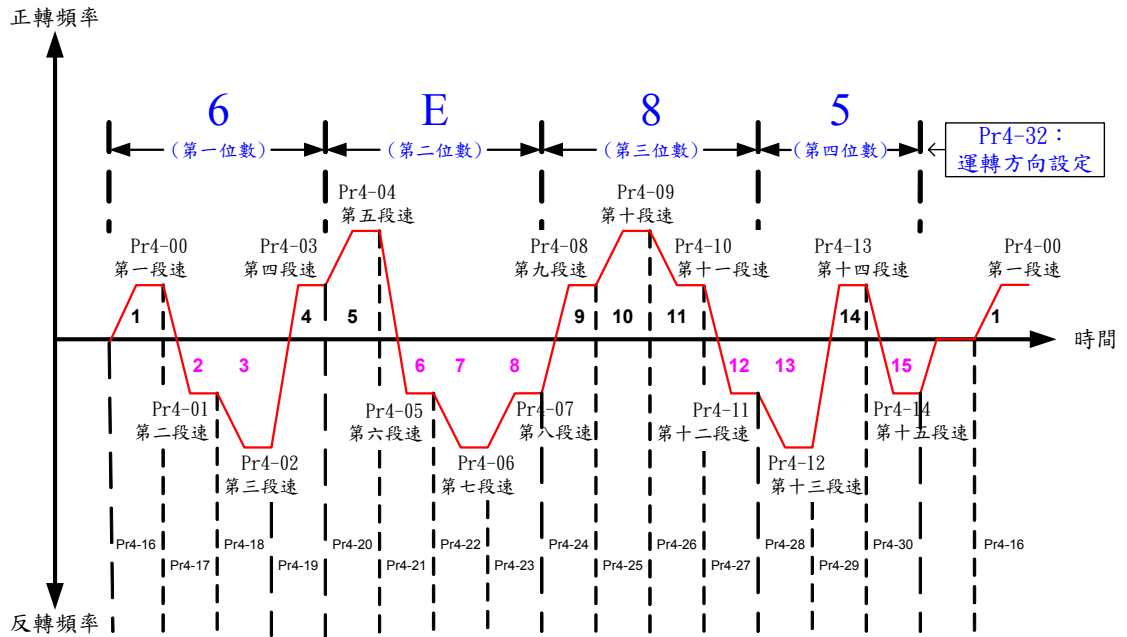 正轉頻率
6
E
8
5
(第一位數)
(第二位數)
(第三位數)
(第四位數)
Pr4-32：
運轉方向設定
Pr4-00
第一段速
Pr4-03
第四段速
Pr4-04
第五段速
Pr4-08
第九段速
Pr4-09
第十段速
Pr4-10
第十一段速
Pr4-13
第十四段速
Pr4-00
第一段速
1
2
3
4
5
6
7
8
9
10
11
12
13
14
15
1
時間
Pr4-01
第二段速
Pr4-02
第三段速
Pr4-05
第六段速
Pr4-06
第七段速
Pr4-07
第八段速
Pr4-11
第十二段速
Pr4-12
第十三段速
Pr4-14
第十五段速
Pr4-16
Pr4-17
Pr4-18
Pr4-19
Pr4-20
Pr4-21
Pr4-22
Pr4-23
Pr4-24
Pr4-25
Pr4-26
Pr4-27
Pr4-28
Pr4-29
Pr4-30
Pr4-16
反轉頻率